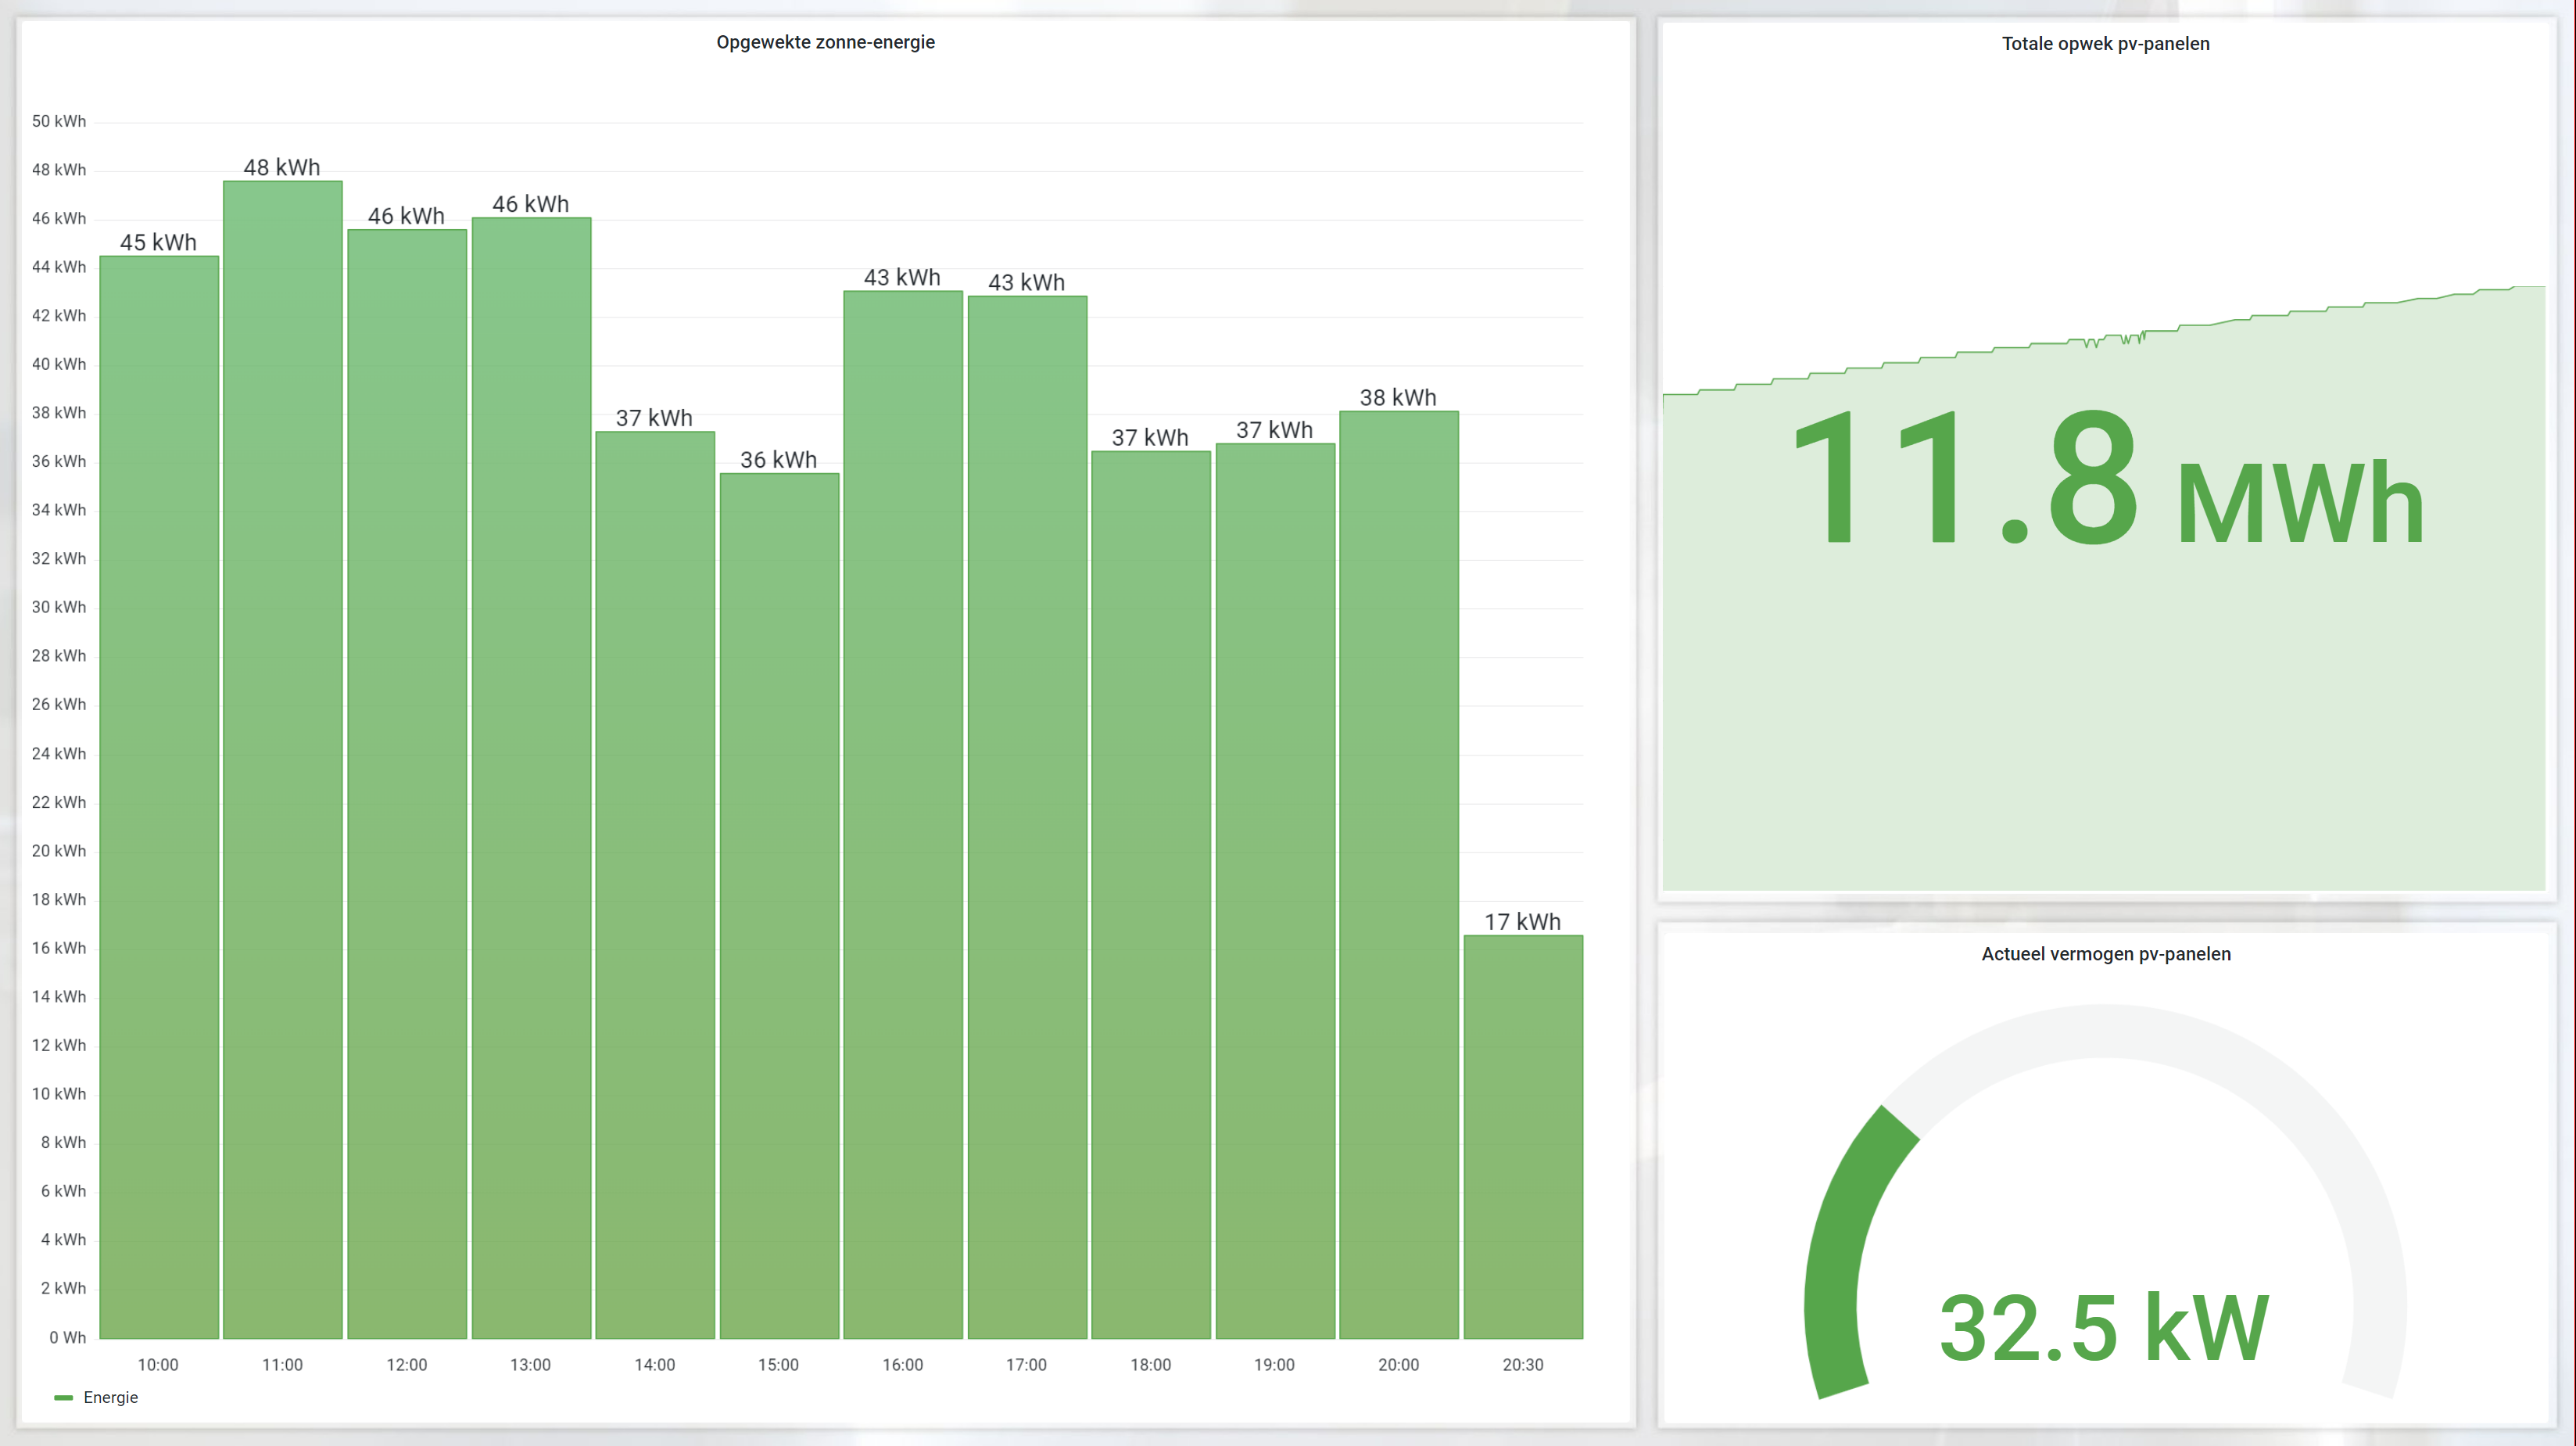 Opgewekte zonne-energie
50 kWh
48 kWh
46 kWh
44 kWh
42 kWh
40 kWh
38 kWh
36 kWh
34 kWh
32 kWh
30 kWh
28 kWh
26 kWh
24 kWh
22 kWh
20 kWh
18 kWh
16 kWh
14 kWh
12 kWh
10 kWh
8 kWh
6 kWh
4 kWh
2 kWh
0 Wh
45 kWh
48 kWh
46 kWh
46 kWh
37 kWh
36 kWh
43 kWh
43 kWh
37 kWh
37 kWh
38 kWh
17 kWh
10:00
11:00
12:00
13:00
14:00
15:00
16:00
17:00
18:00
19:00
20:00
20:30
Energie
Totale opwek pv-panelen
11.8 MWh
Actueel vermogen pv-panelen
32.5 kW